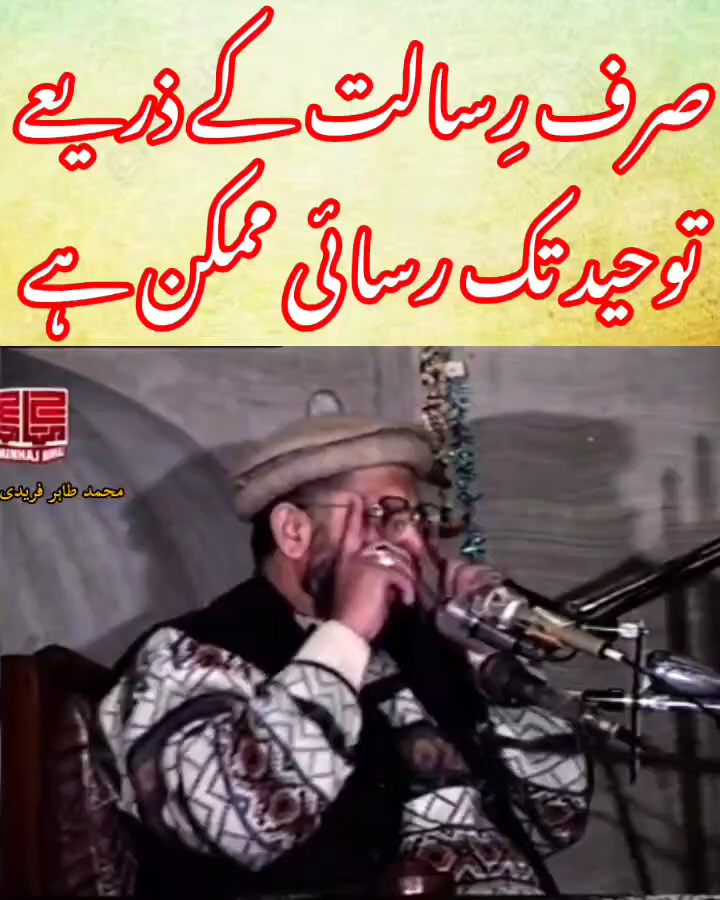 صرف رِسالت کے ذریعے
توحید تک رسائی ممکن ہے
محمد طاہر فریدی